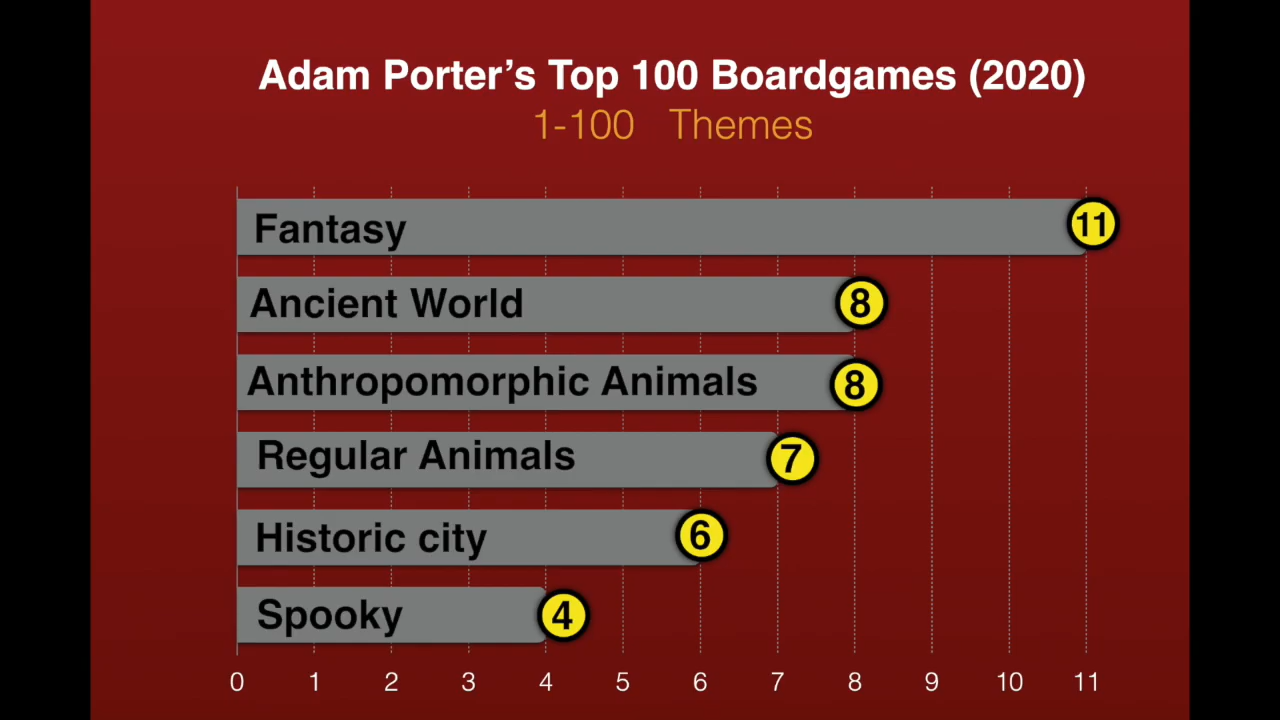 Adam Porter’s Top 100 Boardgames (2020)
1-100 Themes
Fantasy 11
Ancient World 8
Anthropomorphic Animals 8
Regular Animals 7
Historic city 6
Spooky 4
0 1 2 3 4 5 6 7 8 9 10 11